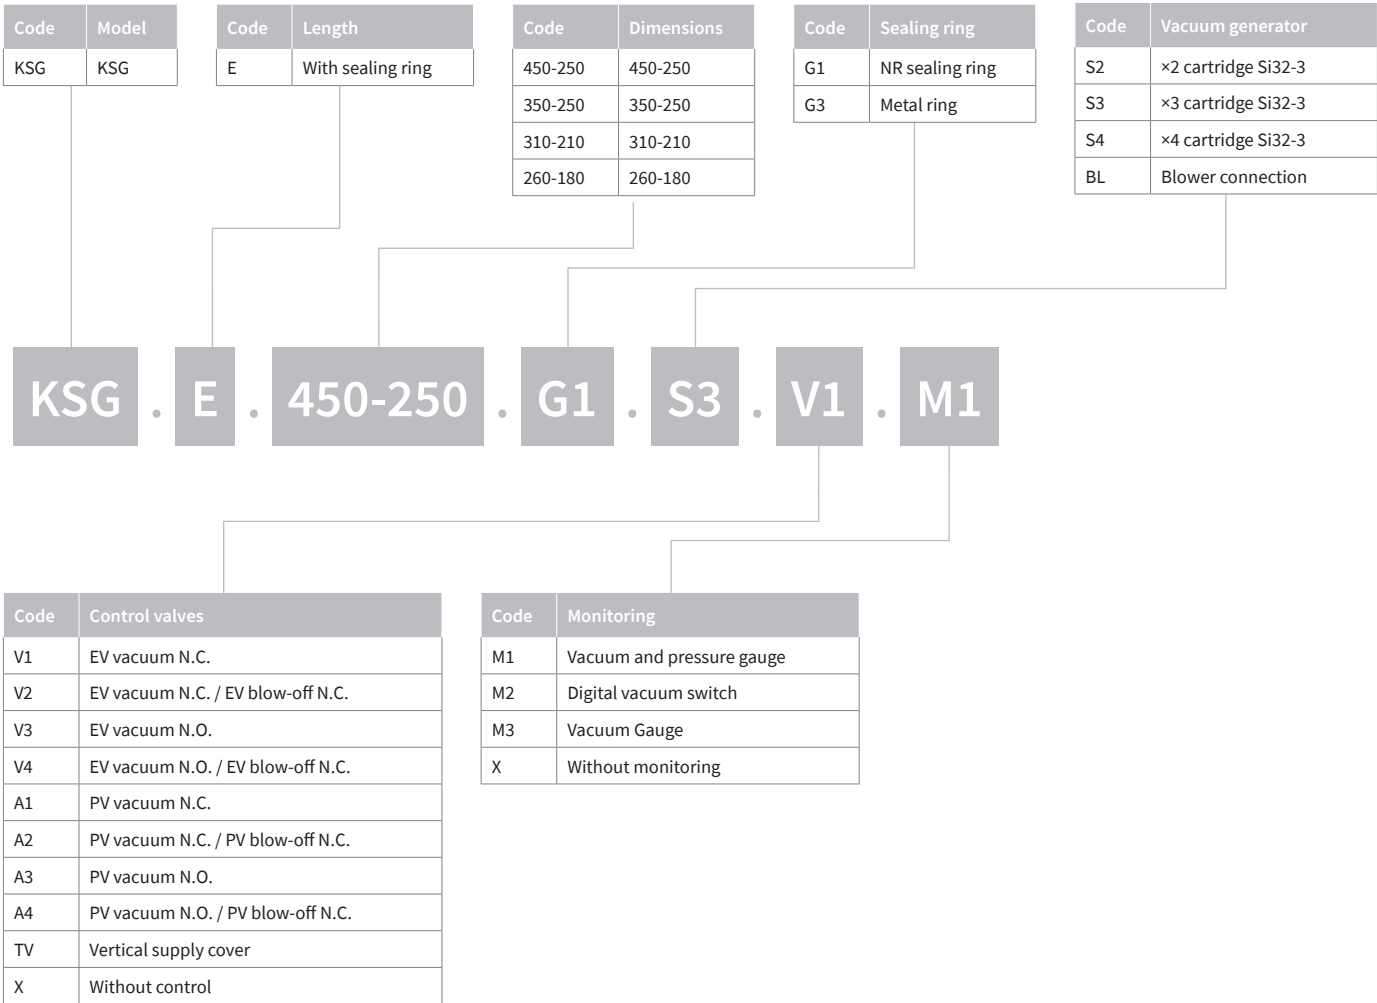 Code Model
KSG KSG
Code Length
E With sealing ring
Code Dimensions
450-250 450-250
350-250 350-250
310-210 310-210
260-180 260-180
Code Sealing ring
G1 NR sealing ring
G3 Metal ring
Code Vacuum generator
S2 ×2 cartridge Si32-3
S3 ×3 cartridge Si32-3
S4 ×4 cartridge Si32-3
BL Blower connection
KSG . E . 450-250 . G1 . S3 . V1 . M1
Code Control valves
V1 EV vacuum N.C.
V2 EV vacuum N.C. / EV blow-off N.C.
V3 EV vacuum N.O.
V4 EV vacuum N.O. / EV blow-off N.C.
A1 PV vacuum N.C.
A2 PV vacuum N.C. / PV blow-off N.C.
A3 PV vacuum N.O.
A4 PV vacuum N.O. / PV blow-off N.C.
TV Vertical supply cover
X Without control
Code Monitoring
M1 Vacuum and pressure gauge
M2 Digital vacuum switch
M3 Vacuum Gauge
X Without monitoring